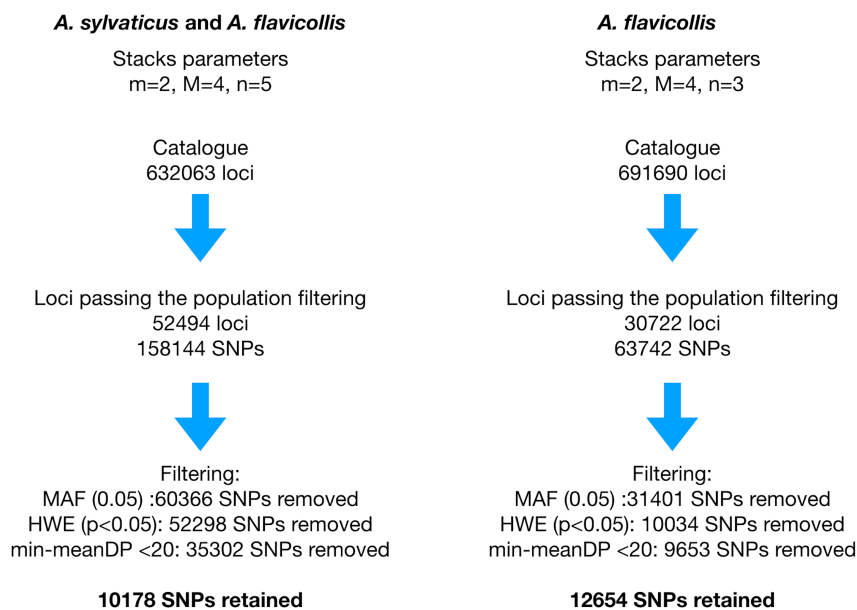 A. sylvaticus and A. flavicollis
Stacks parameters
m=2, M=4, n=5
Catalogue
632063 loci
Loci passing the population filtering
52494 loci
158144 SNPs
Filtering:
MAF (0.05) :60366 SNPs removed
HWE (p<0.05): 52298 SNPs removed
min-meanDP <20: 35302 SNPs removed
10178 SNPs retained
A. flavicollis
Stacks parameters
m=2, M=4, n=3
Catalogue
691690 loci
Loci passing the population filtering
30722 loci
63742 SNPs
Filtering:
MAF (0.05) :31401 SNPs removed
HWE (p<0.05): 10034 SNPs removed
min-meanDP <20: 9653 SNPs removed
12654 SNPs retained